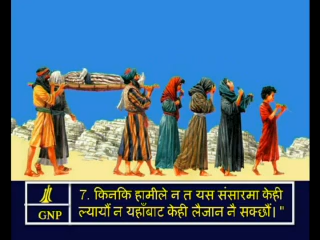 7. किनकि हामीले न त यस संसारमा केही
ल्यायौं न यहाँबाट केही लैजान नै सक्छौं।"
GNP